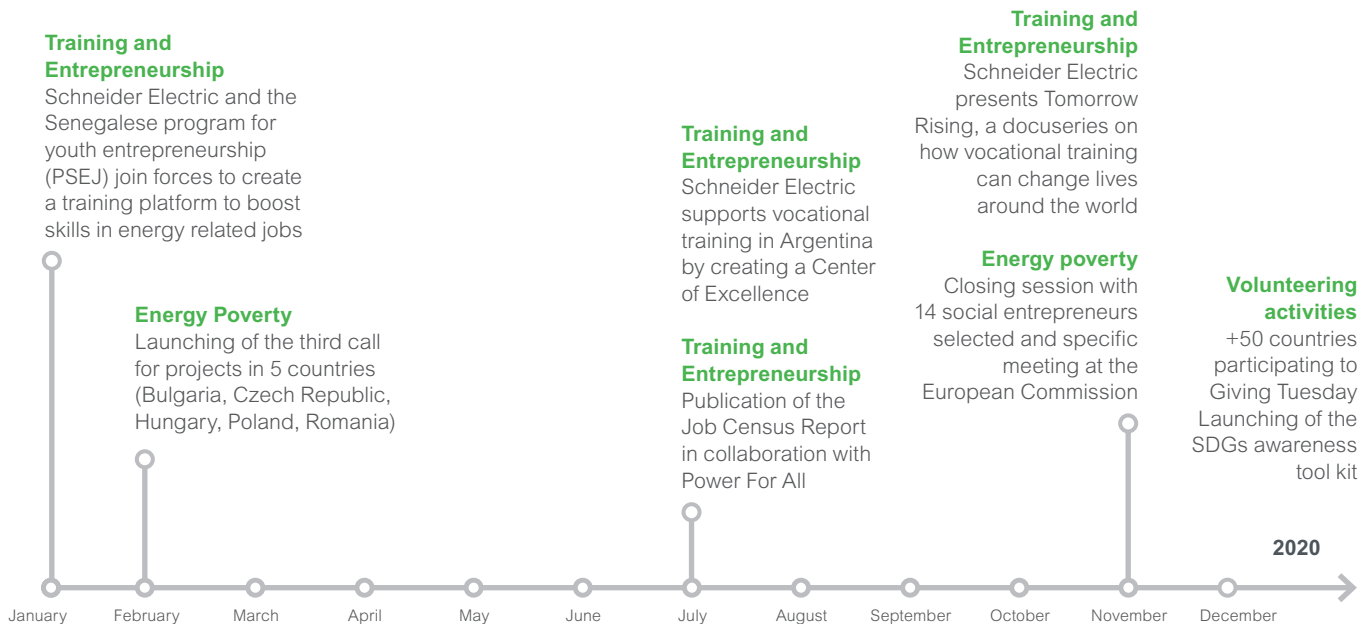 Training and
Entrepreneurship
Schneider Electric and the
Senegalese program for
youth entrepreneurship
(PSEJ) join forces to create
a training platform to boost
skills in energy related jobs
Energy Poverty
Launching of the third call
for projects in 5 countries
(Bulgaria, Czech Republic,
Hungary, Poland, Romania)
Training and
Entrepreneurship
Schneider Electric
supports vocational
training in Argentina
by creating a Center
of Excellence
Training and
Entrepreneurship
Publication of the
Job Census Report
in collaboration with
Power For All
Training and
Entrepreneurship
Schneider Electric
presents Tomorrow
Rising, a docuseries on
how vocational training
can change lives
around the world
Energy poverty
Closing session with
14 social entrepreneurs
selected and specific
meeting at the
European Commission
Volunteering
activities
+50 countries
participating to
Giving Tuesday
Launching of the
SDGs awareness
tool kit
2020
January February March April May June July August September October November December